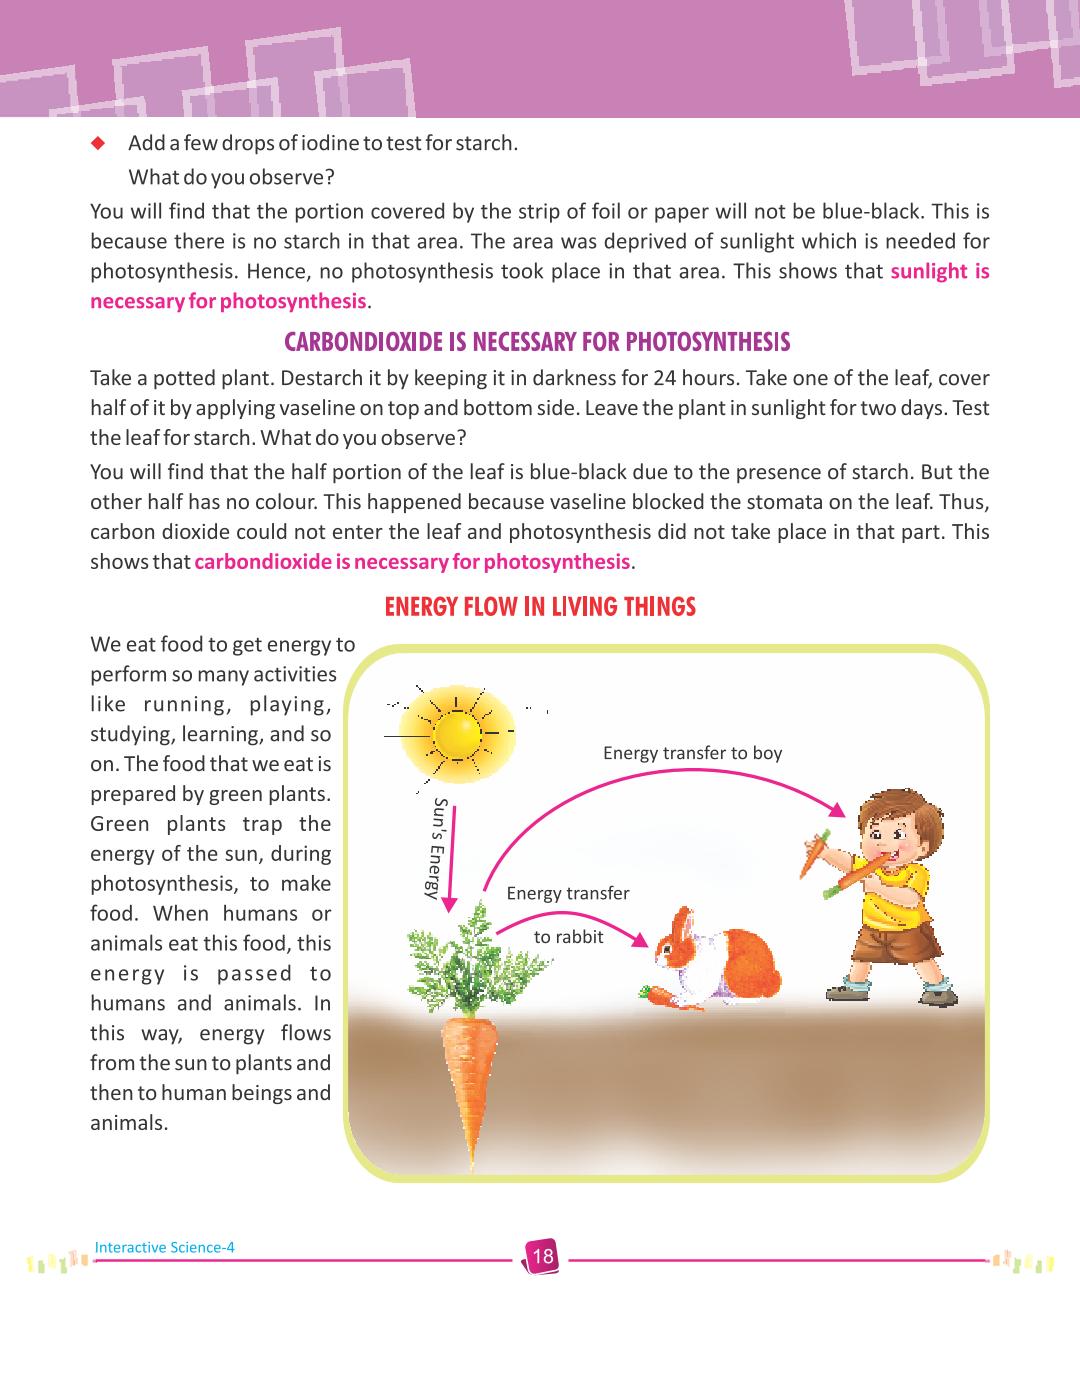 Add a few drops of iodine to test for starch.
What do you observe?
You will find that the portion covered by the strip of foil or paper will not be blue-black. This is
because there is no starch in that area. The area was deprived of sunlight which is needed for
photosynthesis. Hence, no photosynthesis took place in that area. This shows that sunlight is
necessary for photosynthesis.
CARBONDIOXIDE IS NECESSARY FOR PHOTOSYNTHESIS
Take a potted plant. Destarch it by keeping it in darkness for 24 hours. Take one of the leaf, cover
half of it by applying vaseline on top and bottom side. Leave the plant in sunlight for two days. Test
the leaf for starch. What do you observe?
You will find that the half portion of the leaf is blue-black due to the presence of starch. But the
other half has no colour. This happened because vaseline blocked the stomata on the leaf. Thus,
carbon dioxide could not enter the leaf and photosynthesis did not take place in that part. This
shows that carbondioxide is necessary for photosynthesis.
ENERGY FLOW IN LIVING THINGS
We eat food to get energy to
perform so many activities
like running, playing,
studying, learning, and so
on. The food that we eat is
prepared by green plants.
Green plants trap the
energy of the sun, during
photosynthesis, to make
food. When humans or
animals eat this food, this
energy is passed to
humans and animals. In
this way, energy flows
from the sun to plants and
then to human beings and
animals.
Energy transfer to boy
Sun's Energy
Energy transfer
to rabbit
Interactive Science-4
18